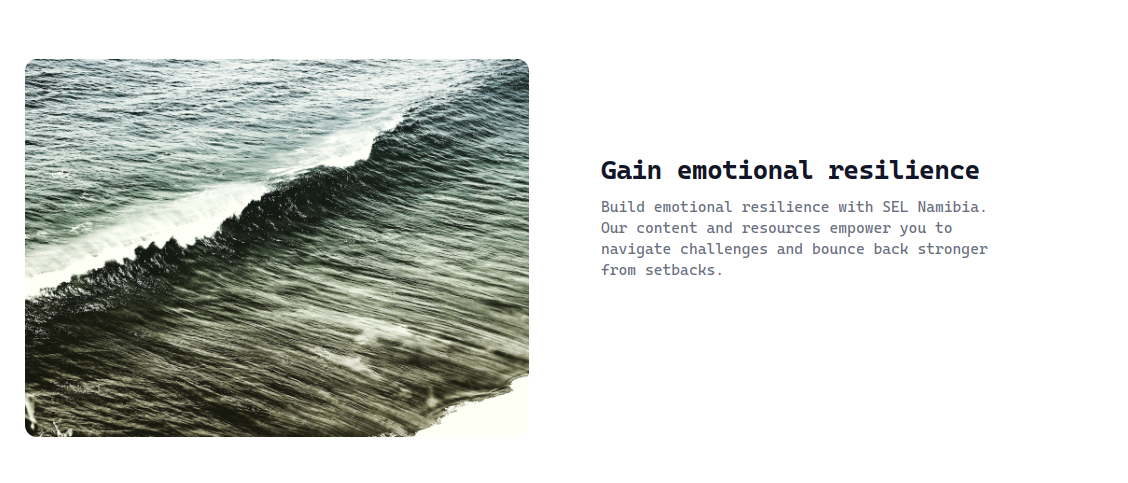 Gain emotional resilience
Build emotional resilience with SEL Namibia.
Our content and resources empower you to
navigate challenges and bounce back stronger
from setbacks.